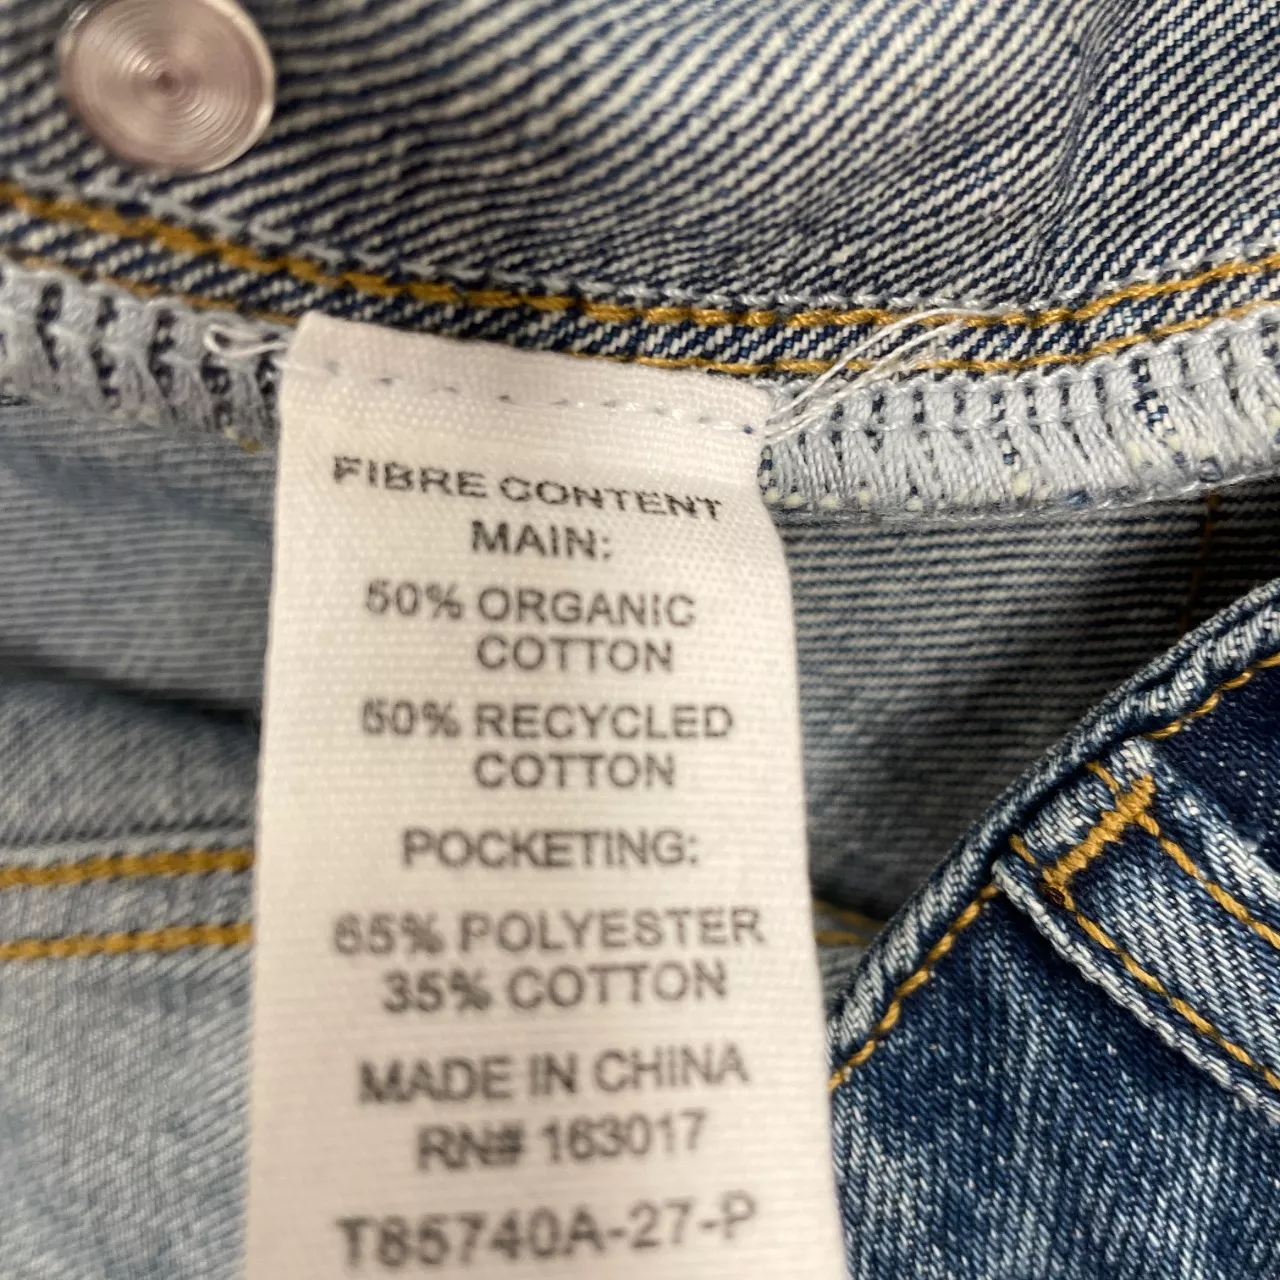 FIBRE CONTENT
MAIN:
50% ORGANIC
COTTON
50% RECYCLED
COTTON
POCKETING:
65% POLYESTER
35% COTTON
MADE IN CHINA
RN# 163017
T85740A-27-P